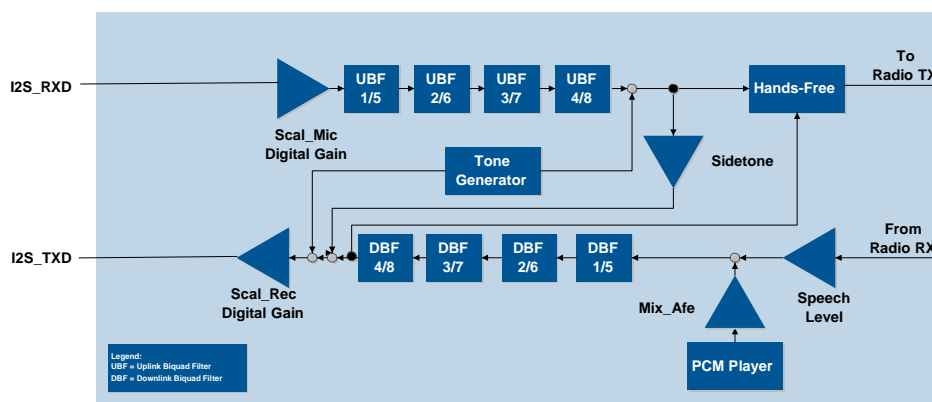 To
Radio TX
I2S_RXD
UBF
1/5
UBF
2/6
UBF
3/7
UBF
4/8
Hands-Free
Scal_Mic
Digital Gain
Tone
Generator
Sidetone
From
Radio RX
I2S_TXD
DBF
4/8
DBF
3/7
DBF
2/6
DBF
1/5
Scal_Rec
Digital Gain
Mix_Afe
Speech
Level
PCM Player
Legend:
UBF = Uplink Biquad Filter
DBF = Downlink Biquad Filter